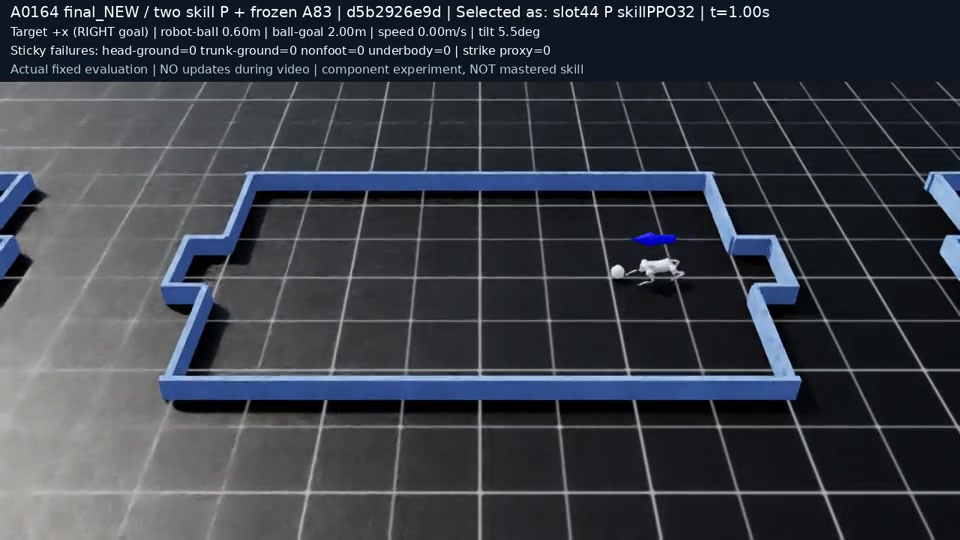 A0164 final_NEW / two skill P + frozen A83 | d5b2926e9d | Selected as: slot44 P skillPPO32 | t=1.00s
Target +x (RIGHT goal) | robot-ball 0.60m | ball-goal 2.00m | speed 0.00m/s | tilt 5.5deg
Sticky failures: head-ground=0 trunk-ground=0 nonfoot=0 underbody=0 | strike proxy=0
Actual fixed evaluation | NO updates during video | component experiment, NOT mastered skill